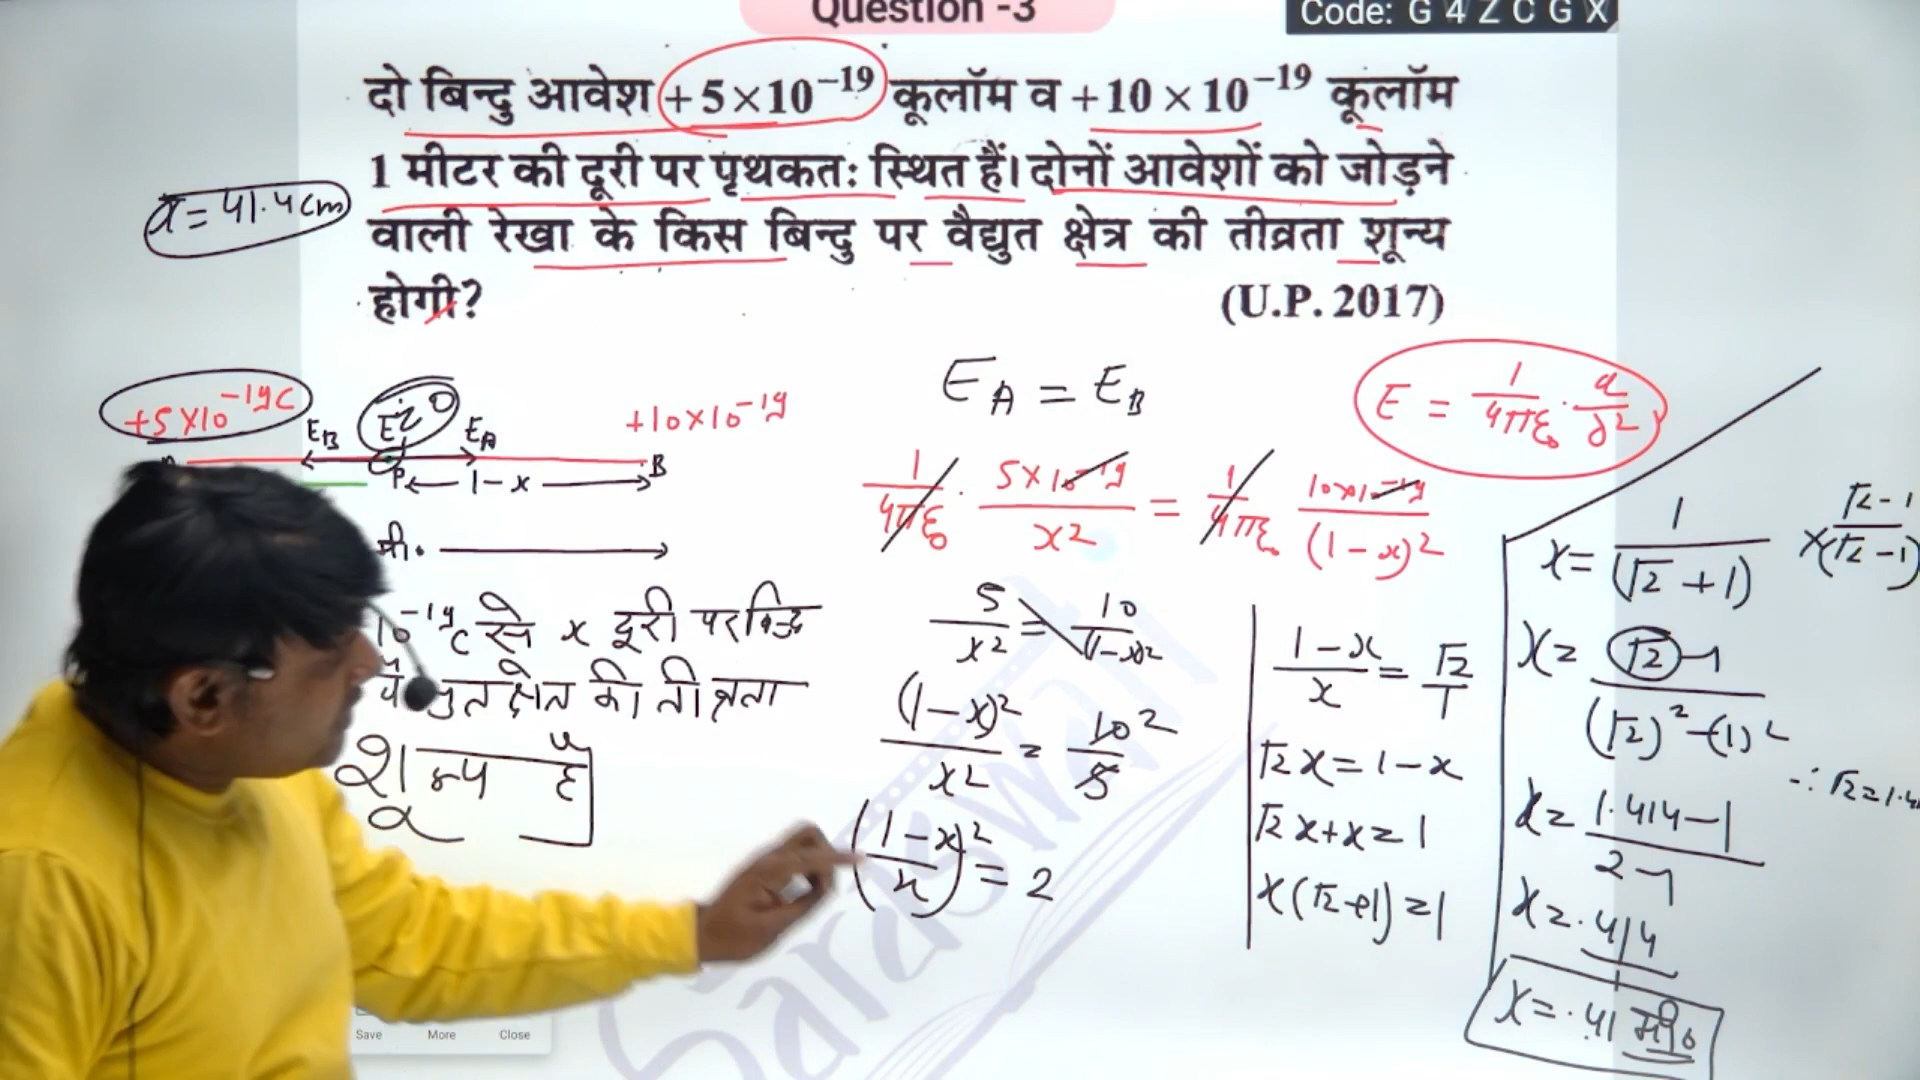 Question -3
Code: G 4 Z C G X
दो बिन्दु आवेश +5×10⁻¹⁹ कूलॉम व +10 × 10⁻¹⁹ कूलॉम
1 मीटर की दूरी पर पृथकतः स्थित हैं। दोनों आवेशों को जोड़ने
वाली रेखा के किस बिन्दु पर वैद्युत क्षेत्र की तीव्रता शून्य
होगी?
(U.P. 2017)
x = 41.4 cm
+5×10⁻¹⁹C
E=0
+10×10⁻¹⁹
E_B
E_A
P
1-x
B
मी०
10⁻¹⁹C से x दूरी पर बिन्दु
क्षेत्र की तीव्रता
शून्य है
E_A = E_B
E = 1/4πε₀ · q/r²
1/4πε₀ · 5×10⁻¹⁹/x² = 1/4πε₀ 10×10⁻¹⁹/(1-x)²
5/x² = 10/(1-x)²
(1-x)²/x² = 10 2/5
(1-x/x)² = 2
1-x/x = √2/1
√2x = 1-x
√2x+x=1
x(√2+1)=1
x = 1/(√2+1) × √2-1/(√2-1)
x = √2-1/(√2)²-(1)²
x = 1.414-1/2-1
x = .414
x = .41 मी०
Saraswati
Save
More
Close